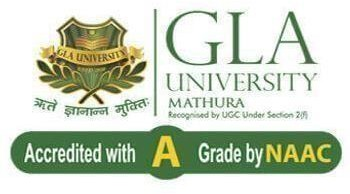 GLA UNIVERSITY
ऋते ज्ञानान्न मुक्तिः
GLA
UNIVERSITY
MATHURA
Recognised by UGC Under Section 2(f)
Accredited with A Grade by NAAC